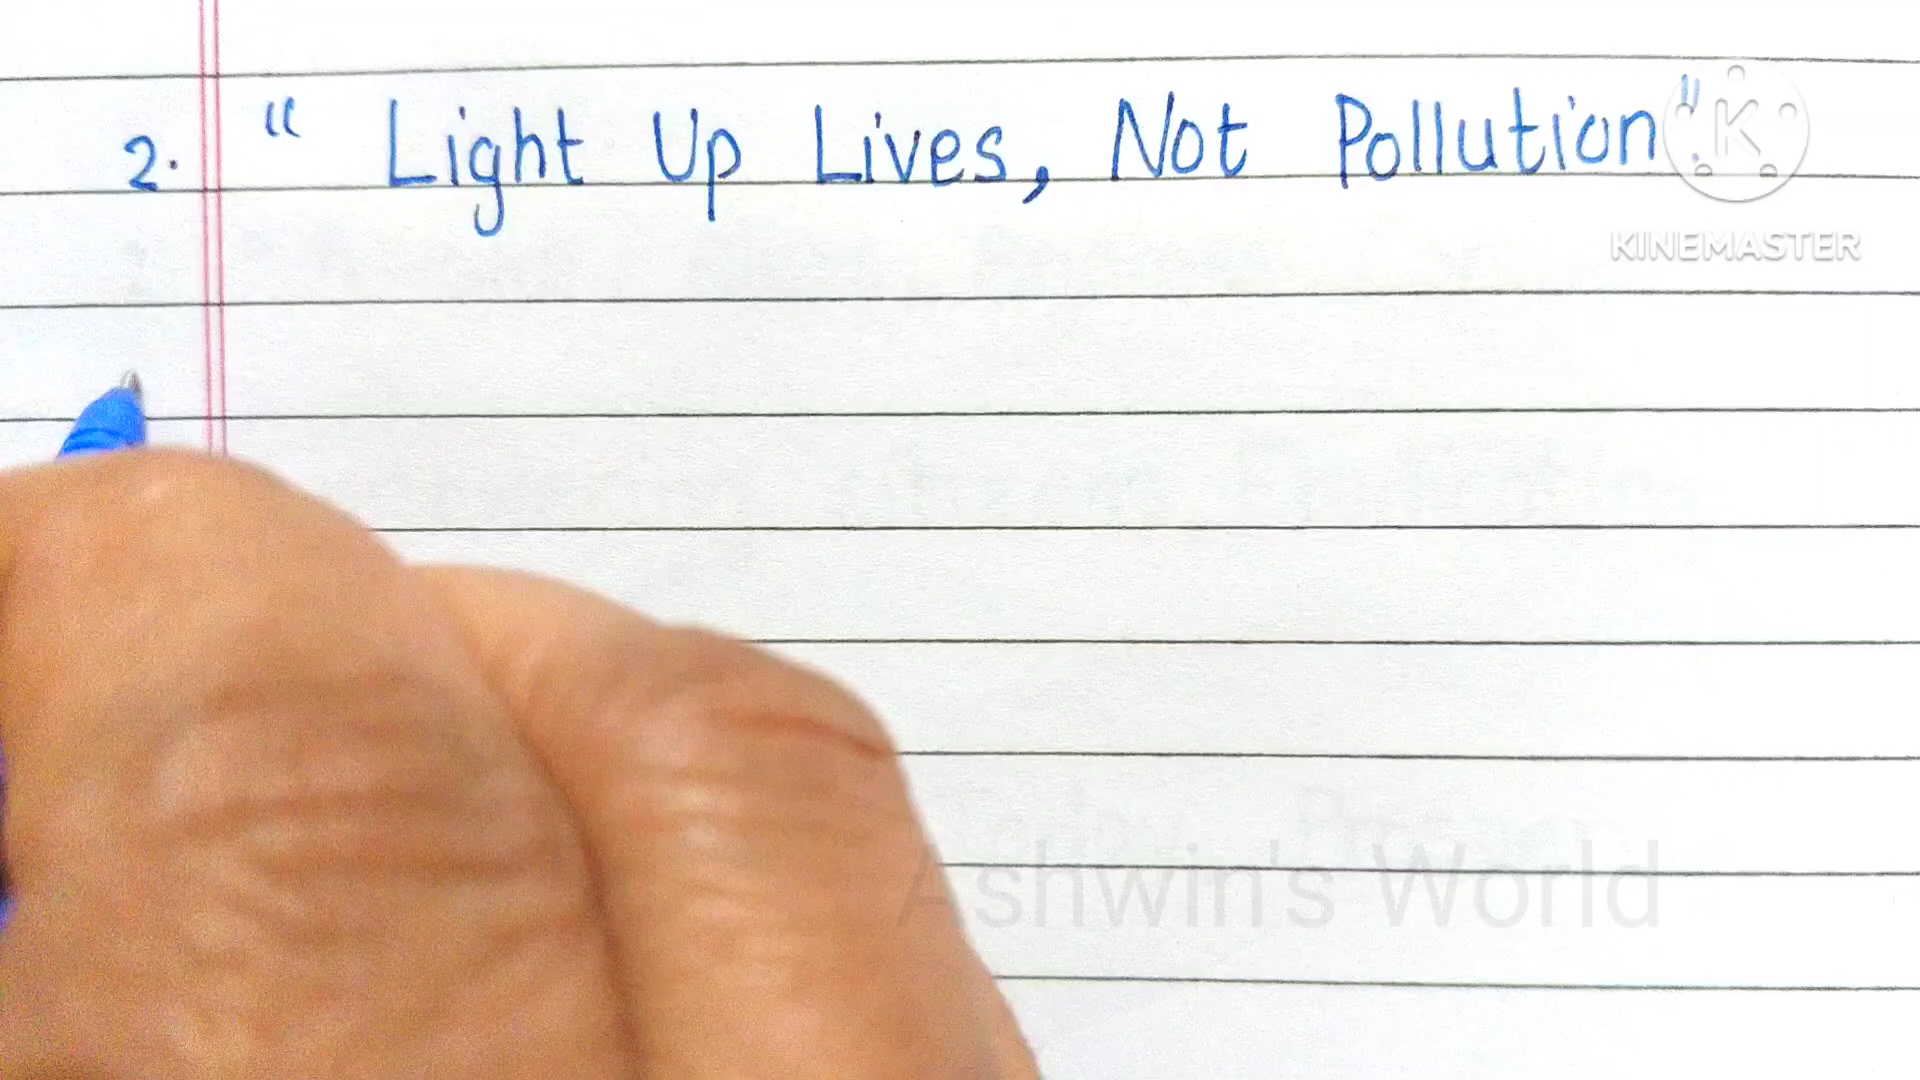 2. " Light Up Lives, Not Pollution".
K
KINEMASTER
Ashwin's World